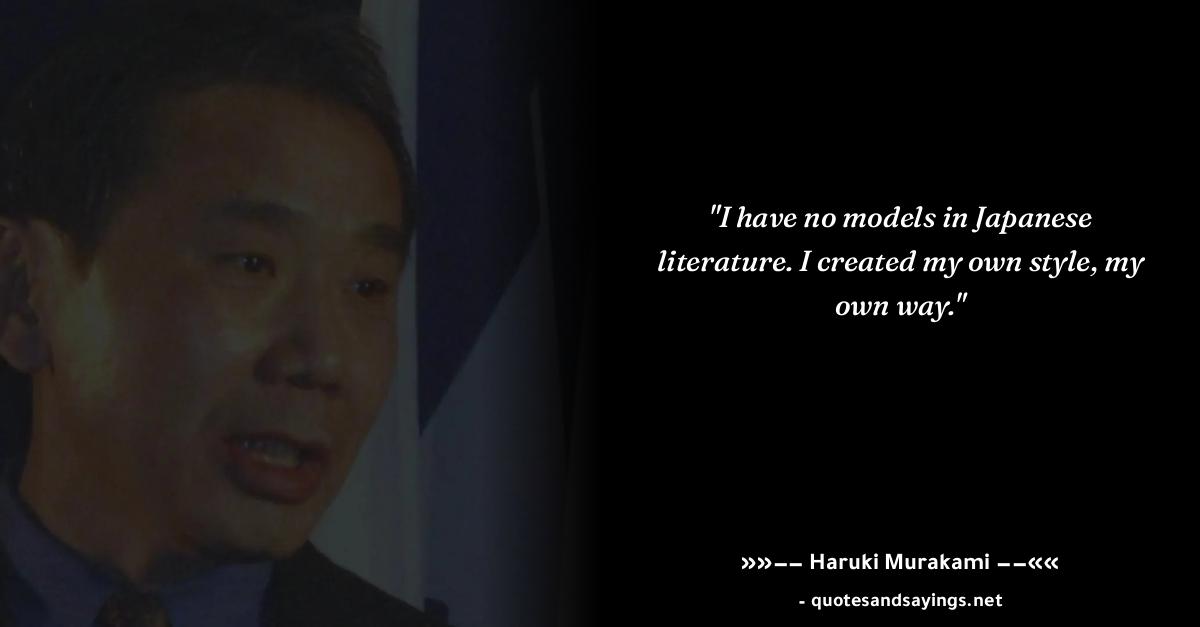 "I have no models in Japanese
literature. I created my own style, my
own way."
»»–– Haruki Murakami ––««
- quotesandsayings.net